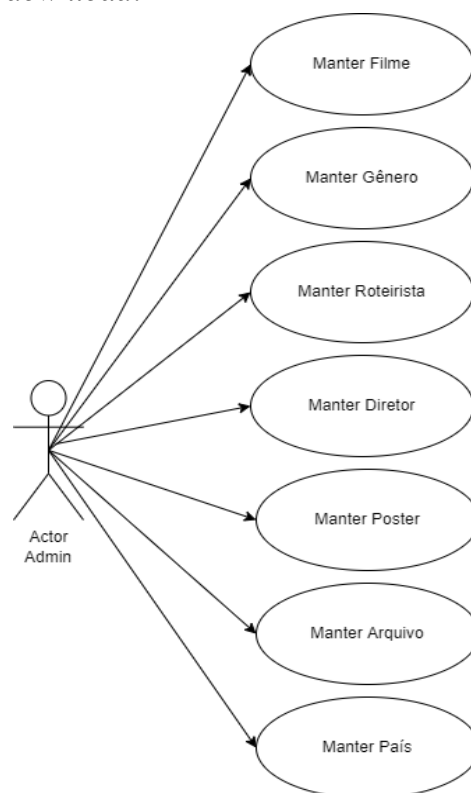 Manter Filme
Manter Gênero
Manter Roteirista
Manter Diretor
Actor
Admin
Manter Poster
Manter Arquivo
Manter País